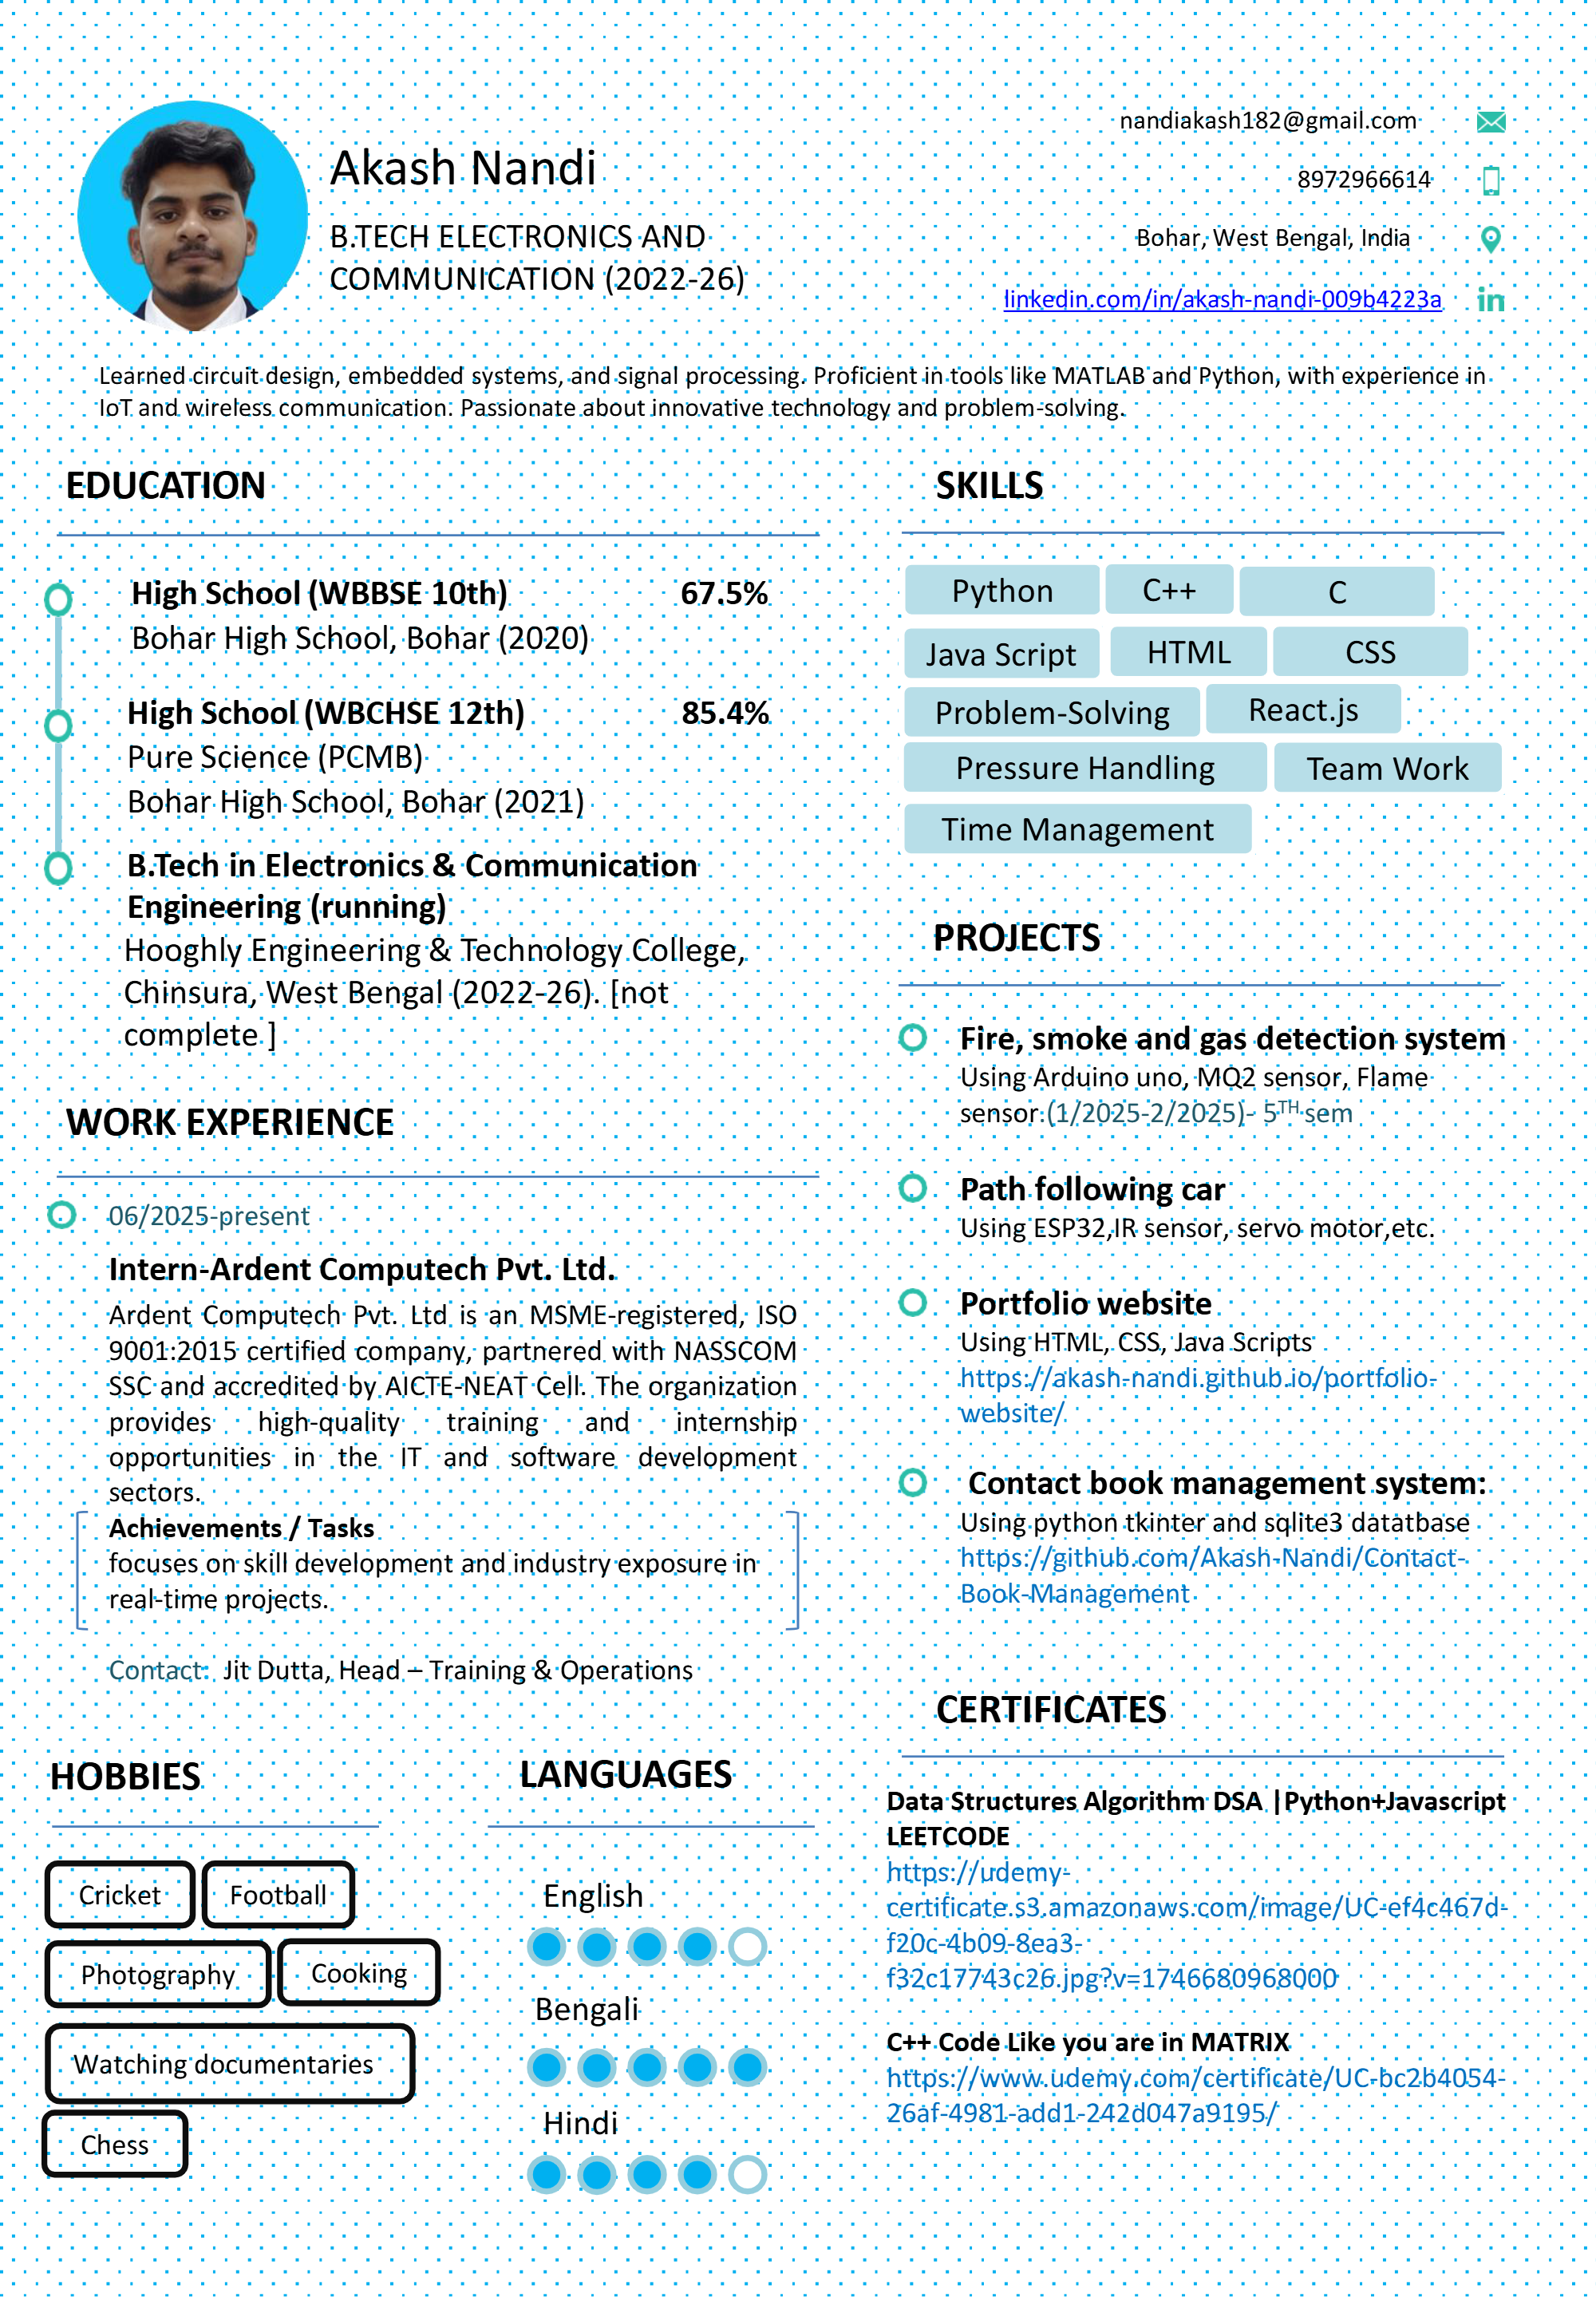 Akash Nandi
B.TECH ELECTRONICS AND
COMMUNICATION (2022-26)
nandiakash182@gmail.com
8972966614
Bohar, West Bengal, India
linkedin.com/in/akash-nandi-009b4223a
in
Learned circuit design, embedded systems, and signal processing. Proficient in tools like MATLAB and Python, with experience in
IoT and wireless communication. Passionate about innovative technology and problem-solving.
EDUCATION
High School (WBBSE 10th) 67.5%
Bohar High School, Bohar (2020)
High School (WBCHSE 12th) 85.4%
Pure Science (PCMB)
Bohar High School, Bohar (2021)
B.Tech in Electronics & Communication
Engineering (running)
Hooghly Engineering & Technology College,
Chinsura, West Bengal (2022-26). [not
complete ]
WORK EXPERIENCE
06/2025-present
Intern-Ardent Computech Pvt. Ltd.
Ardent Computech Pvt. Ltd is an MSME-registered, ISO
9001:2015 certified company, partnered with NASSCOM
SSC and accredited by AICTE-NEAT Cell. The organization
provides high-quality training and internship
opportunities in the IT and software development
sectors.
Achievements / Tasks
focuses on skill development and industry exposure in
real-time projects.
Contact: Jit Dutta, Head – Training & Operations
HOBBIES
Cricket Football
Photography Cooking
Watching documentaries
Chess
LANGUAGES
English
Bengali
Hindi
SKILLS
Python C++ C
Java Script HTML CSS
Problem-Solving React.js
Pressure Handling Team Work
Time Management
PROJECTS
Fire, smoke and gas detection system
Using Arduino uno, MQ2 sensor, Flame
sensor (1/2025-2/2025)- 5TH sem
Path following car
Using ESP32,IR sensor, servo motor,etc.
Portfolio website
Using HTML, CSS, Java Scripts
https://akash-nandi.github.io/portfolio-
website/
Contact book management system:
Using python tkinter and sqlite3 datatbase
https://github.com/Akash-Nandi/Contact-
Book-Management
CERTIFICATES
Data Structures Algorithm DSA |Python+Javascript
LEETCODE
https://udemy-
certificate.s3.amazonaws.com/image/UC-ef4c467d-
f20c-4b09-8ea3-
f32c17743c26.jpg?v=1746680968000
C++ Code Like you are in MATRIX
https://www.udemy.com/certificate/UC-bc2b4054-
26af-4981-add1-242d047a9195/